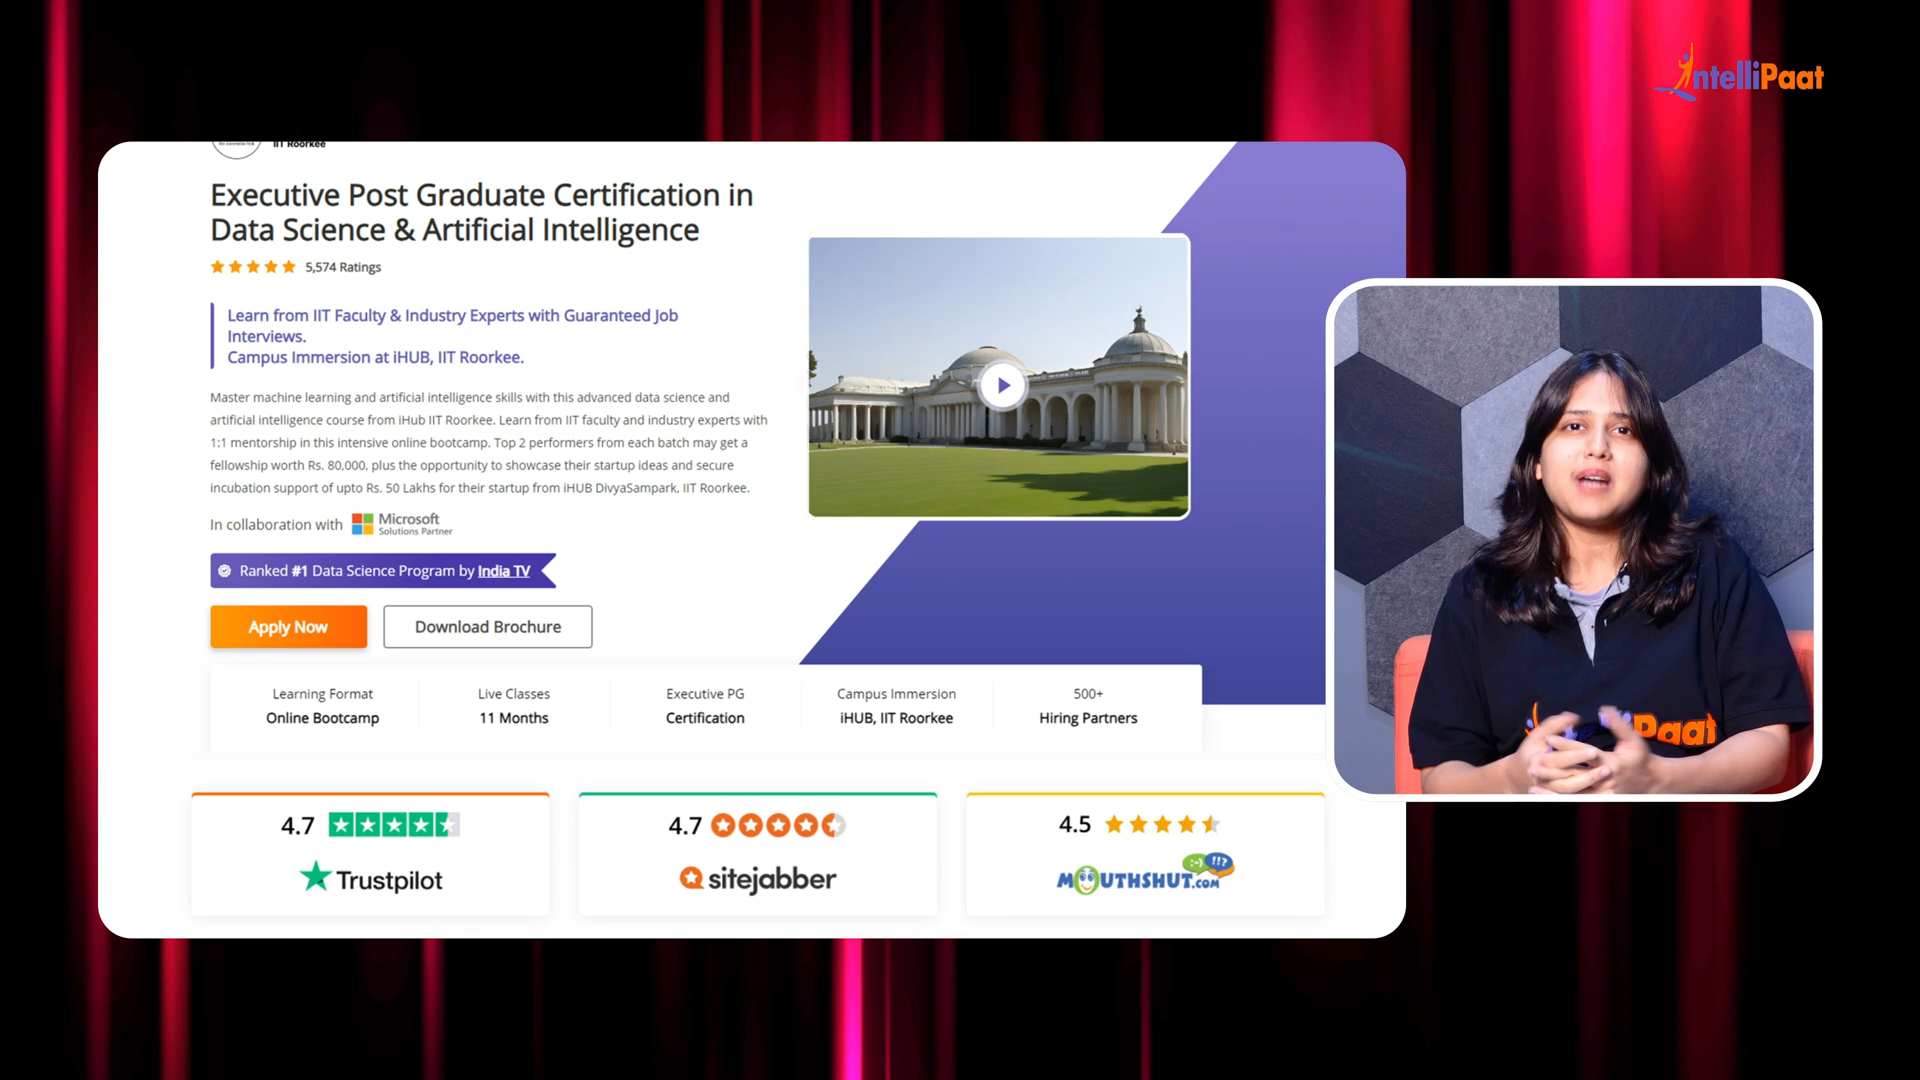 IntelliPaat
IIT Roorkee
Executive Post Graduate Certification in
Data Science & Artificial Intelligence
5,574 Ratings
Learn from IIT Faculty & Industry Experts with Guaranteed Job
Interviews.
Campus Immersion at iHUB, IIT Roorkee.
Master machine learning and artificial intelligence skills with this advanced data science and
artificial intelligence course from iHub IIT Roorkee. Learn from IIT faculty and industry experts with
1:1 mentorship in this intensive online bootcamp. Top 2 performers from each batch may get a
fellowship worth Rs. 80,000, plus the opportunity to showcase their startup ideas and secure
incubation support of upto Rs. 50 Lakhs for their startup from iHUB DivyaSampark, IIT Roorkee.
In collaboration with Microsoft
Solutions Partner
Ranked #1 Data Science Program by India TV
Apply Now
Download Brochure
Learning Format
Online Bootcamp
Live Classes
11 Months
Executive PG
Certification
Campus Immersion
iHUB, IIT Roorkee
500+
Hiring Partners
4.7
Trustpilot
4.7
sitejabber
4.5
:-) !!?
MOUTHSHUT.COM
Paat